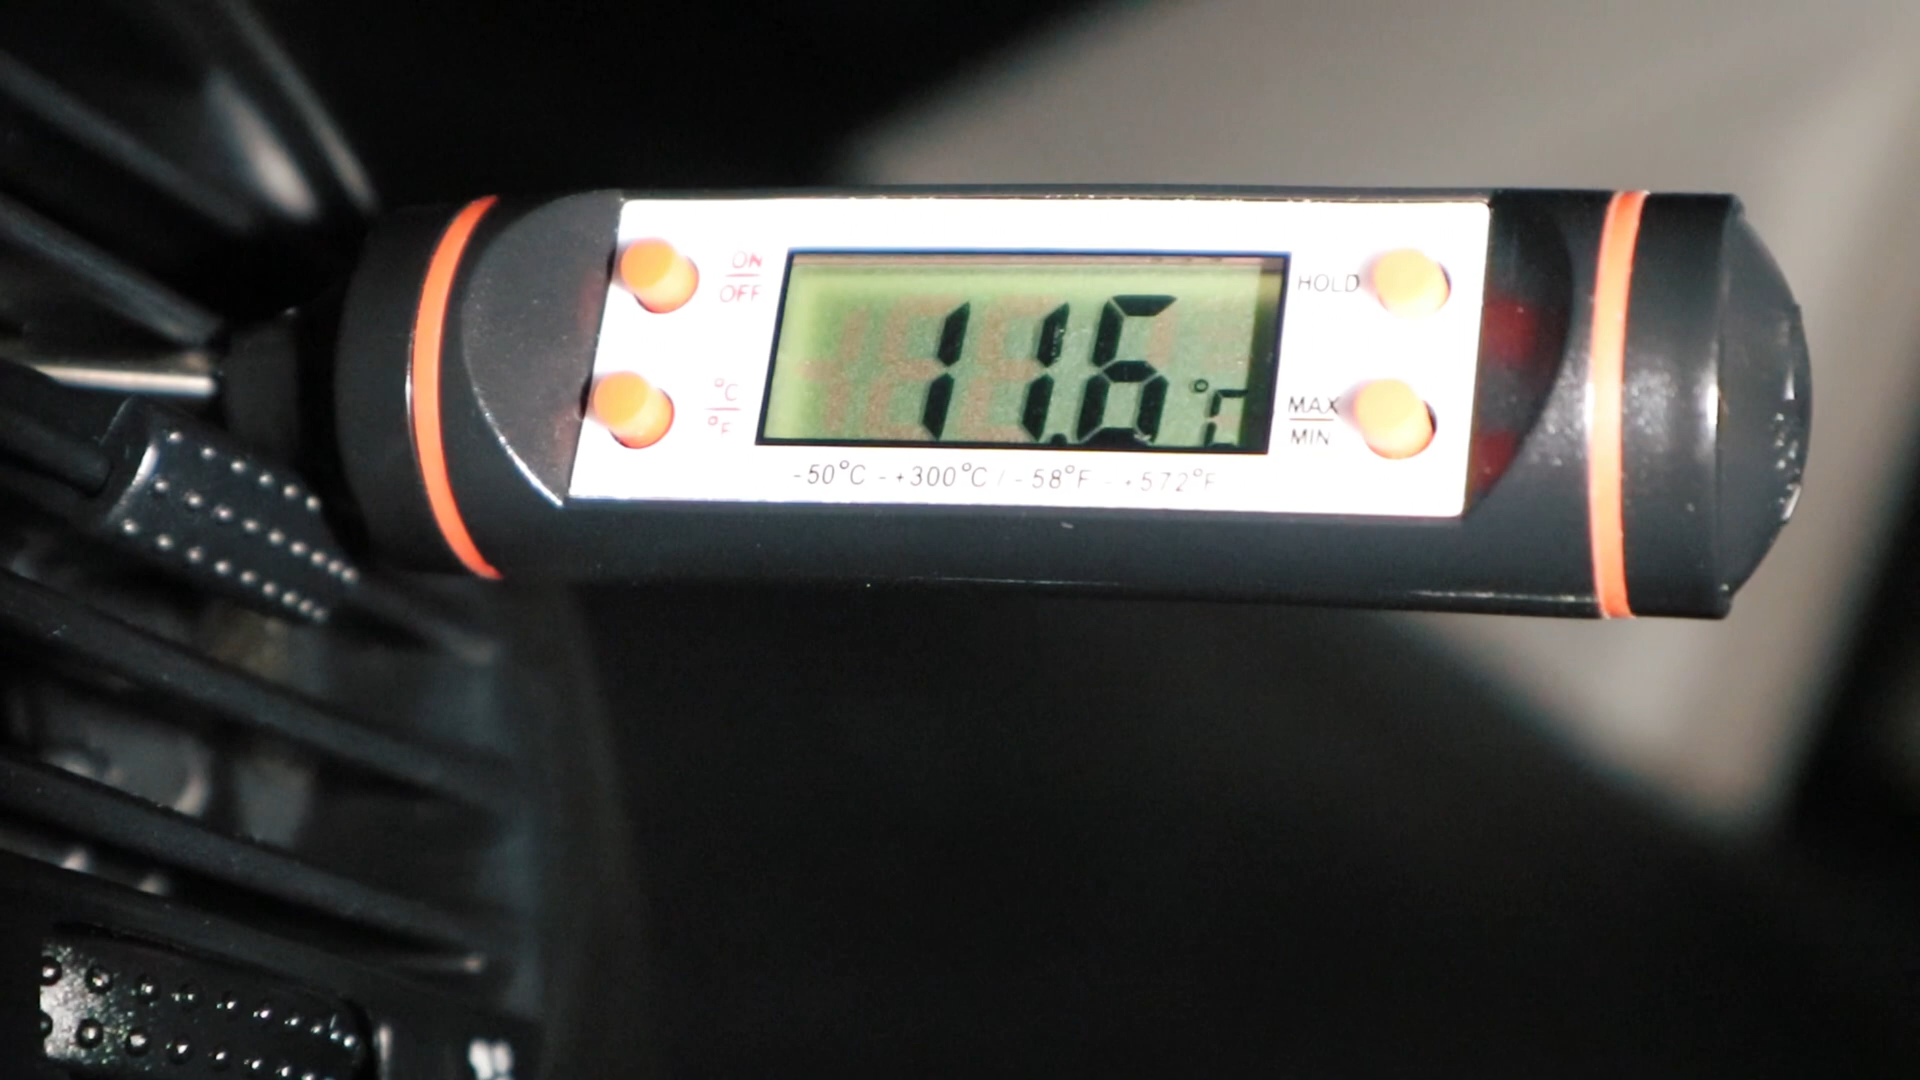 ON
OFF
°C
°F
11.6 °C
HOLD
MAX
MIN
-50°C - +300°C / -58°F - +572°F